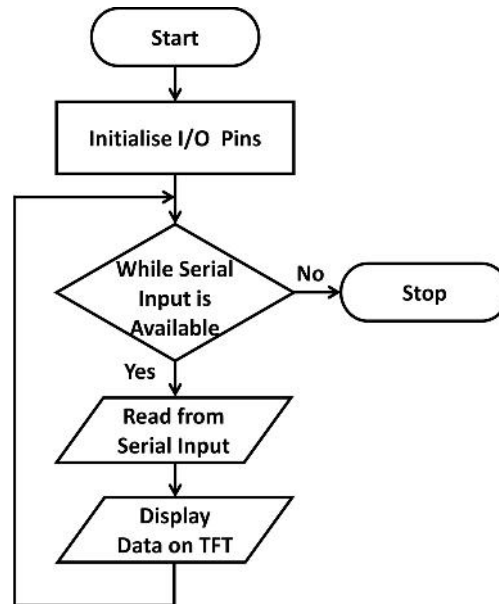 Start
Initialise I/O Pins
While Serial
Input is
Available
No
Stop
Yes
Read from
Serial Input
Display
Data on TFT